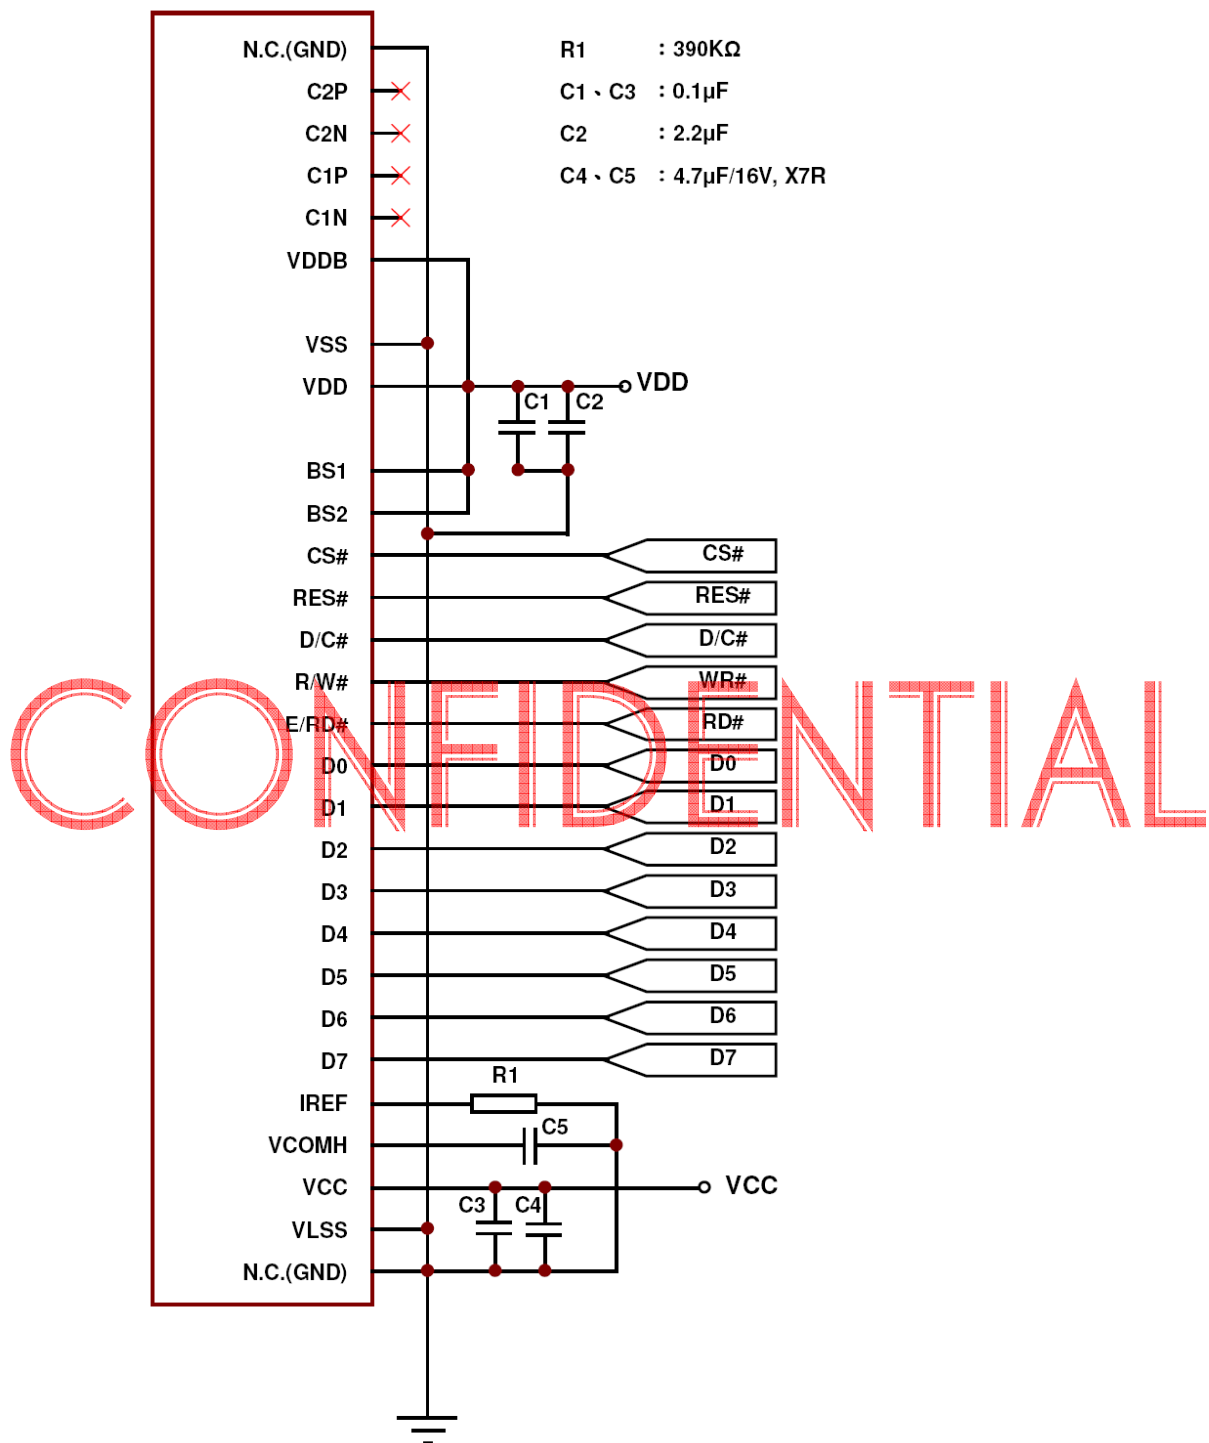 N.C.(GND)
R1 : 390KΩ
C2P
C1、C3 : 0.1μF
C2N
C2 : 2.2μF
C1P
C4、C5 : 4.7μF/16V, X7R
C1N
VDDB
VSS
VDD
VDD
C1 C2
BS1
BS2
CS# CS#
RES# RES#
D/C# D/C#
R/W# WR#
E/RD# RD#
CONFIDENTIAL
D0 D0
D1 D1
D2 D2
D3 D3
D4 D4
D5 D5
D6 D6
D7 D7
R1
IREF
C5
VCOMH
VCC VCC
C3 C4
VLSS
N.C.(GND)